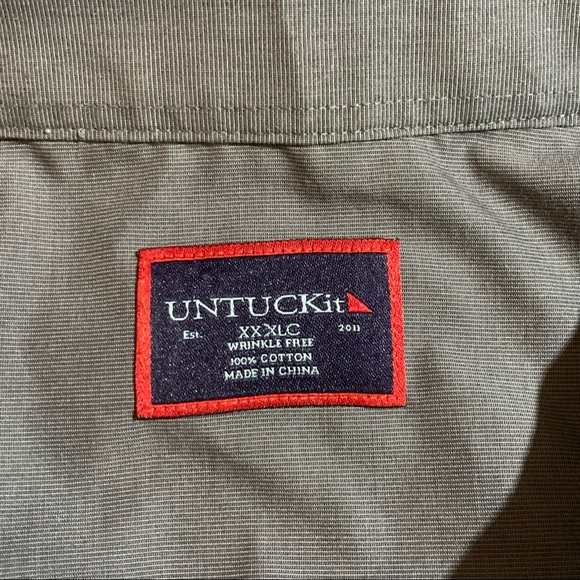 UNTUCKit
Est. XXXLC 2011
WRINKLE FREE
100% COTTON
MADE IN CHINA